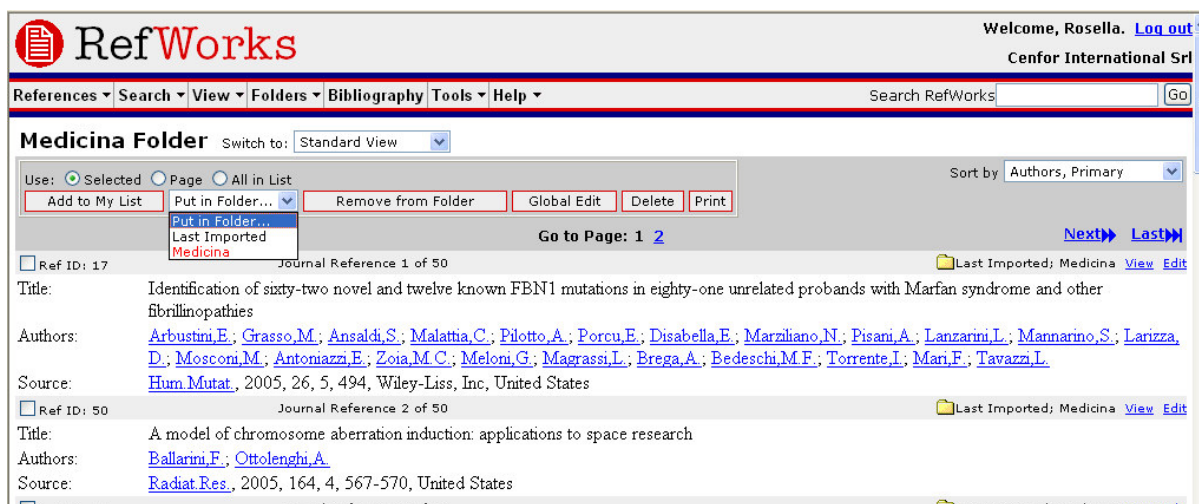 RefWorks
Welcome, Rosella. Log out
Cenfor International Srl
References Search View Folders Bibliography Tools Help Search RefWorks Go
Medicina Folder Switch to: Standard View
Use: Selected Page All in List
Sort by Authors, Primary
Add to My List Put in Folder... Remove from Folder Global Edit Delete Print
Put in Folder...
Last Imported
Medicina
Go to Page: 1 2 Next Last
Ref ID: 17 Journal Reference 1 of 50 Last Imported; Medicina View Edit
Title: Identification of sixty-two novel and twelve known FBN1 mutations in eighty-one unrelated probands with Marfan syndrome and other
fibrillinopathies
Authors: Arbustini,E.; Grasso,M.; Ansaldi,S.; Malattia,C.; Pilotto,A.; Porcu,E.; Disabella,E.; Marziliano,N.; Pisani,A.; Lanzarini,L.; Mannarino,S.; Larizza,
D.; Mosconi,M.; Antoniazzi,E.; Zoia,M.C.; Meloni,G.; Magrassi,L.; Brega,A.; Bedeschi,M.F.; Torrente,I.; Mari,F.; Tavazzi,L.
Source: Hum.Mutat., 2005, 26, 5, 494, Wiley-Liss, Inc, United States
Ref ID: 50 Journal Reference 2 of 50 Last Imported; Medicina View Edit
Title: A model of chromosome aberration induction: applications to space research
Authors: Ballarini,F.; Ottolenghi,A.
Source: Radiat.Res., 2005, 164, 4, 567-570, United States